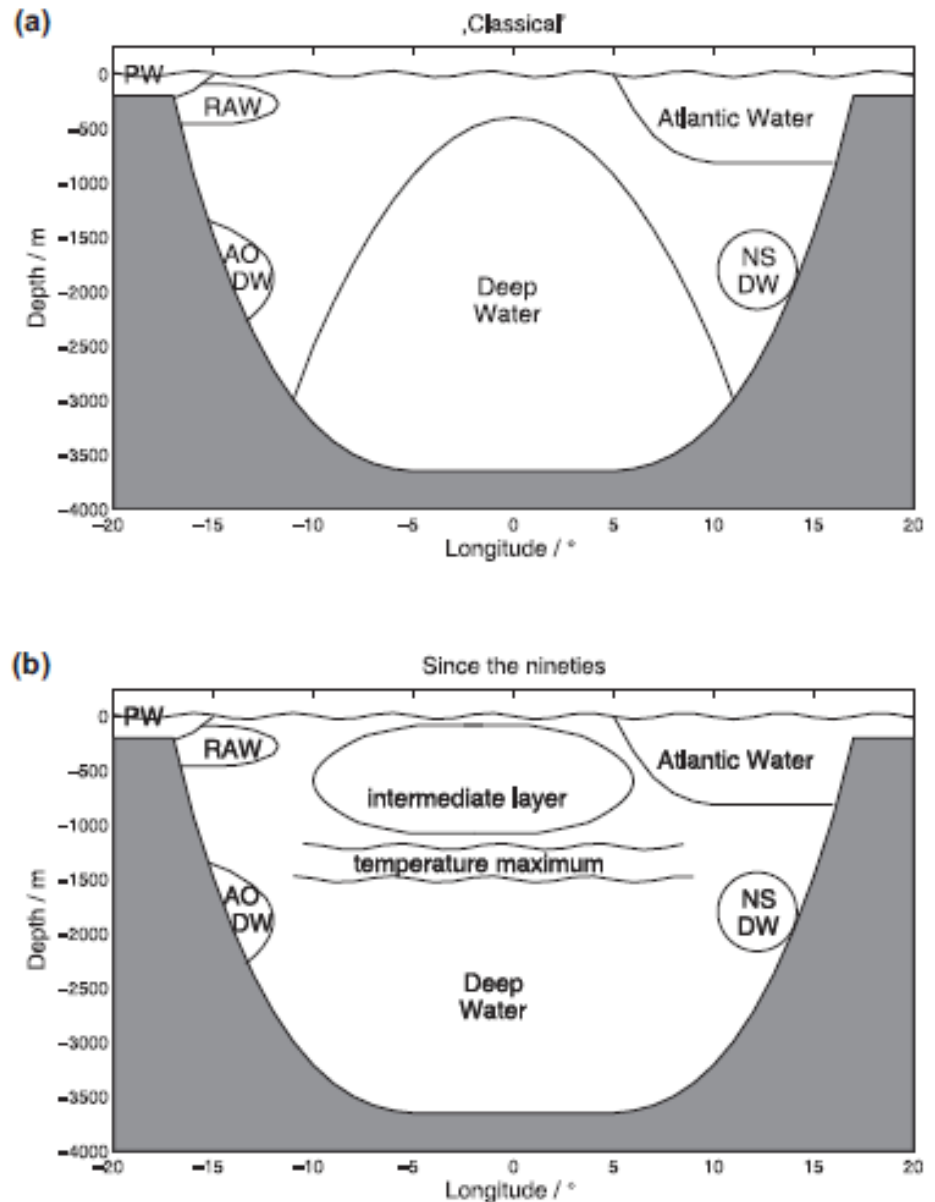 (a)
‚Classical'
0
−500
−1000
−1500
−2000
−2500
−3000
−3500
−4000
Depth / m
PW
RAW
Atlantic Water
AO
DW
NS
DW
Deep
Water
−20 −15 −10 −5 0 5 10 15 20
Longitude / °
(b)
Since the nineties
0
−500
−1000
−1500
−2000
−2500
−3000
−3500
−4000
Depth / m
PW
RAW
Atlantic Water
intermediate layer
temperature maximum
AO
DW
NS
DW
Deep
Water
−20 −15 −10 −5 0 5 10 15 20
Longitude / °